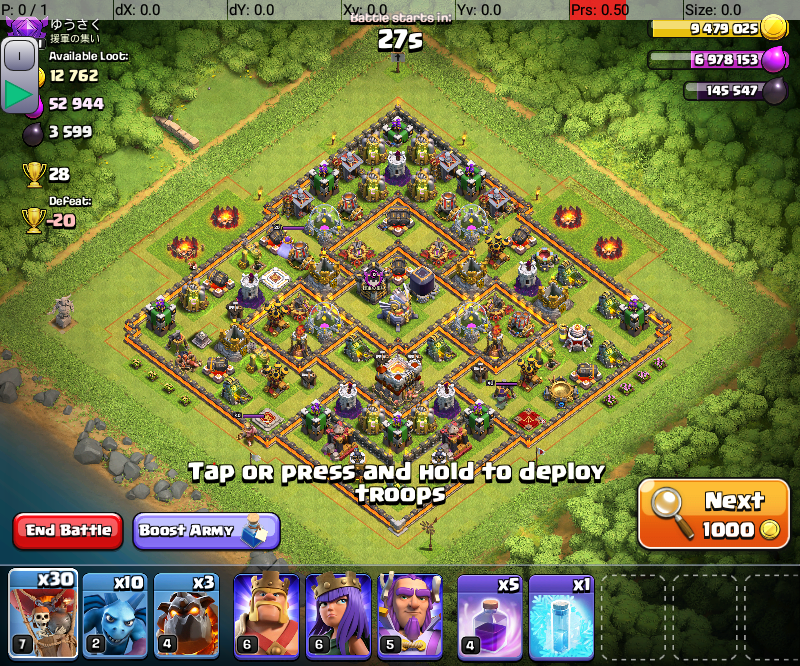 P: 0 / 1 dX: 0.0 dY: 0.0 Xv: 0.0 Yv: 0.0 Prs: 0.50 Size: 0.0
Battle starts in:
27s
ゆうさく
援軍の集い
Available Loot:
12 762
52 944
3 599
28
Defeat:
-20
9 479 025
6 978 153
145 547
Tap or press and hold to deploy
troops
End Battle
Boost Army
Next
1000
x30 x10 x3 x5 x1
7 2 4 6 6 5 4